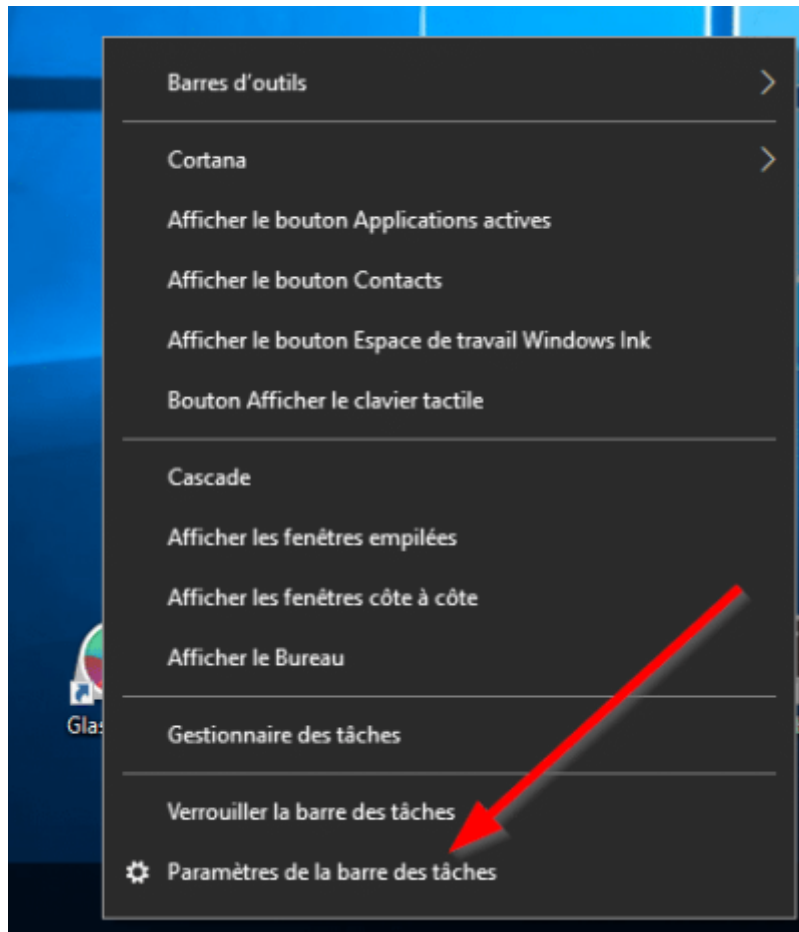 Barres d'outils
Cortana
Afficher le bouton Applications actives
Afficher le bouton Contacts
Afficher le bouton Espace de travail Windows Ink
Bouton Afficher le clavier tactile
Cascade
Afficher les fenêtres empilées
Afficher les fenêtres côte à côte
Afficher le Bureau
Glas
Gestionnaire des tâches
Verrouiller la barre des tâches
Paramètres de la barre des tâches